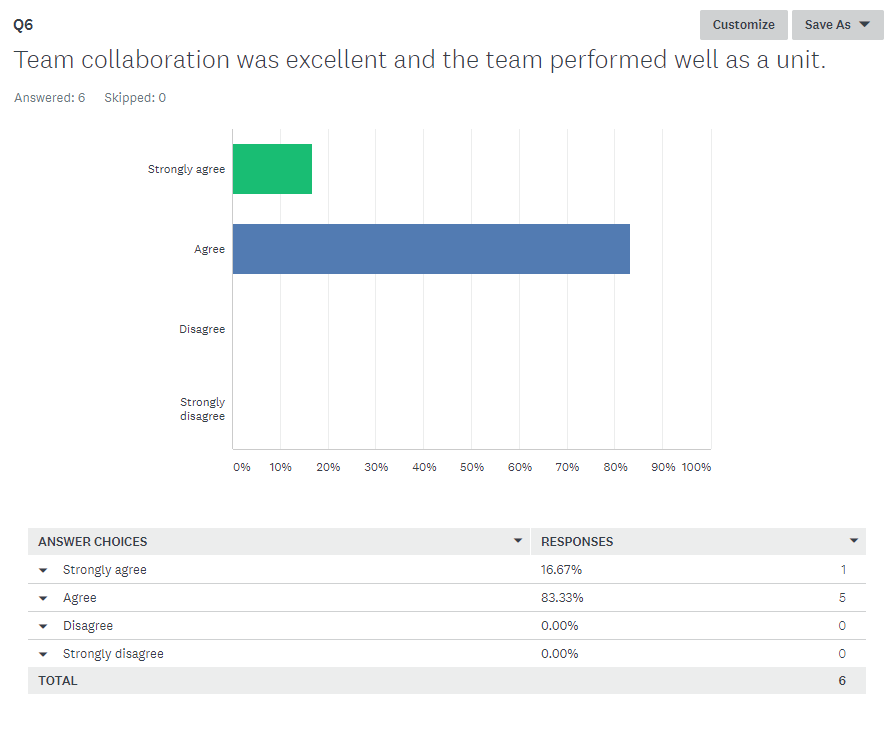 Q6
Customize
Save As
Team collaboration was excellent and the team performed well as a unit.
Answered: 6 Skipped: 0
Strongly agree
Agree
Disagree
Strongly
disagree
0% 10% 20% 30% 40% 50% 60% 70% 80% 90% 100%
ANSWER CHOICES RESPONSES
Strongly agree 16.67% 1
Agree 83.33% 5
Disagree 0.00% 0
Strongly disagree 0.00% 0
TOTAL 6